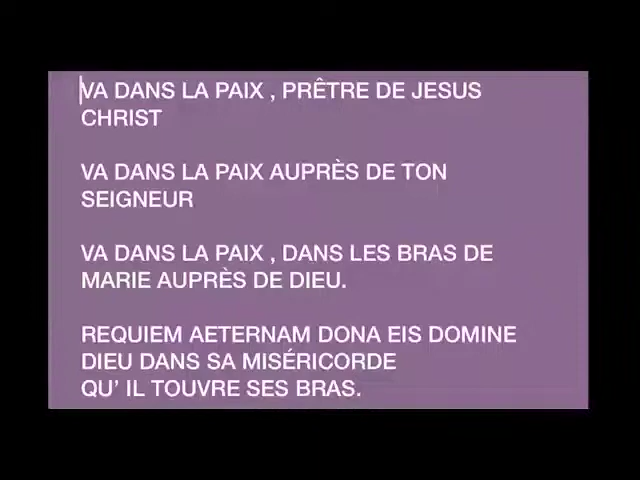 VA DANS LA PAIX , PRÊTRE DE JESUS
CHRIST
VA DANS LA PAIX AUPRÈS DE TON
SEIGNEUR
VA DANS LA PAIX , DANS LES BRAS DE
MARIE AUPRÈS DE DIEU.
REQUIEM AETERNAM DONA EIS DOMINE
DIEU DANS SA MISÉRICORDE
QU’ IL TOUVRE SES BRAS.